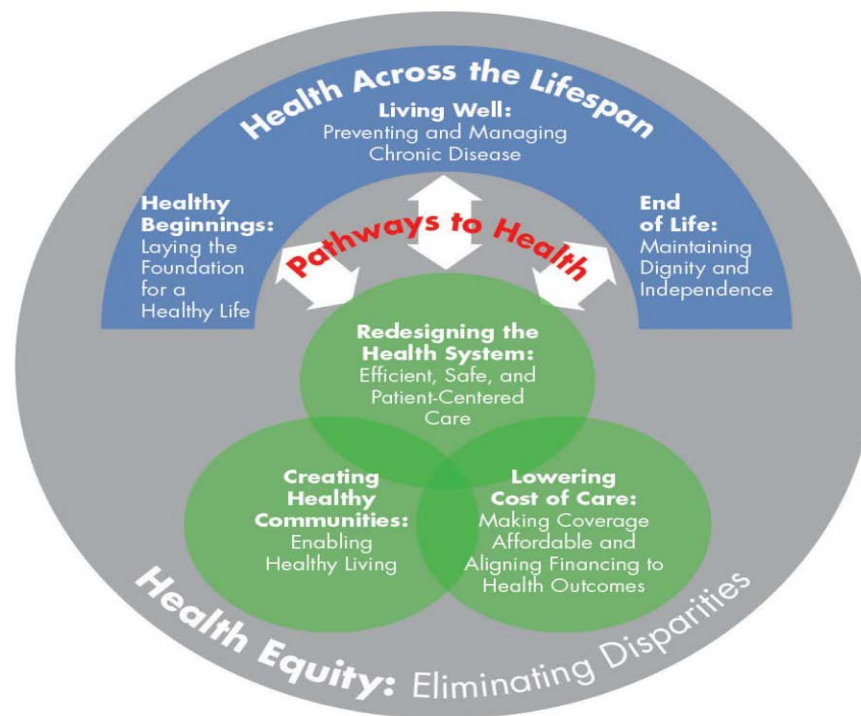 Health Across the Lifespan
Living Well:
Preventing and Managing
Chronic Disease
Healthy
Beginnings:
Laying the
Foundation
for a
Healthy Life
End
of Life:
Maintaining
Dignity and
Independence
Pathways to Health
Redesigning the
Health System:
Efficient, Safe, and
Patient-Centered
Care
Creating
Healthy
Communities:
Enabling
Healthy Living
Lowering
Cost of Care:
Making Coverage
Affordable and
Aligning Financing to
Health Outcomes
Health Equity: Eliminating Disparities